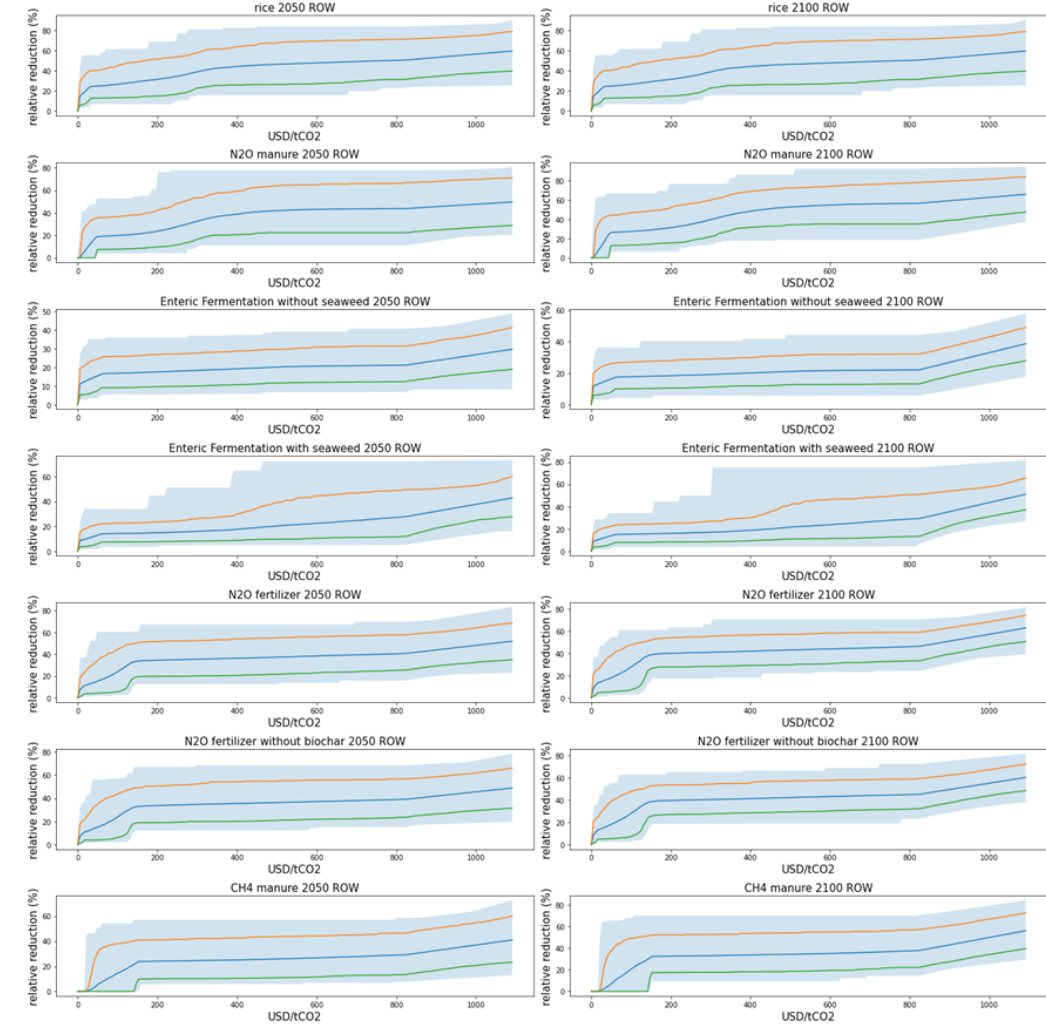 rice 2050 ROW
relative reduction (%)
80
60
40
20
0
0 200 400 600 800 1000
USD/tCO2
rice 2100 ROW
relative reduction (%)
80
60
40
20
0
0 200 400 600 800 1000
USD/tCO2
N2O manure 2050 ROW
relative reduction (%)
80
60
40
20
0
0 200 400 600 800 1000
USD/tCO2
N2O manure 2100 ROW
relative reduction (%)
80
60
40
20
0
0 200 400 600 800 1000
USD/tCO2
Enteric Fermentation without seaweed 2050 ROW
relative reduction (%)
50
40
30
20
10
0
0 200 400 600 800 1000
USD/tCO2
Enteric Fermentation without seaweed 2100 ROW
relative reduction (%)
60
40
20
0
0 200 400 600 800 1000
USD/tCO2
Enteric Fermentation with seaweed 2050 ROW
relative reduction (%)
60
40
20
0
0 200 400 600 800 1000
USD/tCO2
Enteric Fermentation with seaweed 2100 ROW
relative reduction (%)
80
60
40
20
0
0 200 400 600 800 1000
USD/tCO2
N2O fertilizer 2050 ROW
relative reduction (%)
80
60
40
20
0
0 200 400 600 800 1000
USD/tCO2
N2O fertilizer 2100 ROW
relative reduction (%)
80
60
40
20
0
0 200 400 600 800 1000
USD/tCO2
N2O fertilizer without biochar 2050 ROW
relative reduction (%)
80
60
40
20
0
0 200 400 600 800 1000
USD/tCO2
N2O fertilizer without biochar 2100 ROW
relative reduction (%)
80
60
40
20
0
0 200 400 600 800 1000
USD/tCO2
CH4 manure 2050 ROW
relative reduction (%)
60
40
20
0
0 200 400 600 800 1000
USD/tCO2
CH4 manure 2100 ROW
relative reduction (%)
80
60
40
20
0
0 200 400 600 800 1000
USD/tCO2